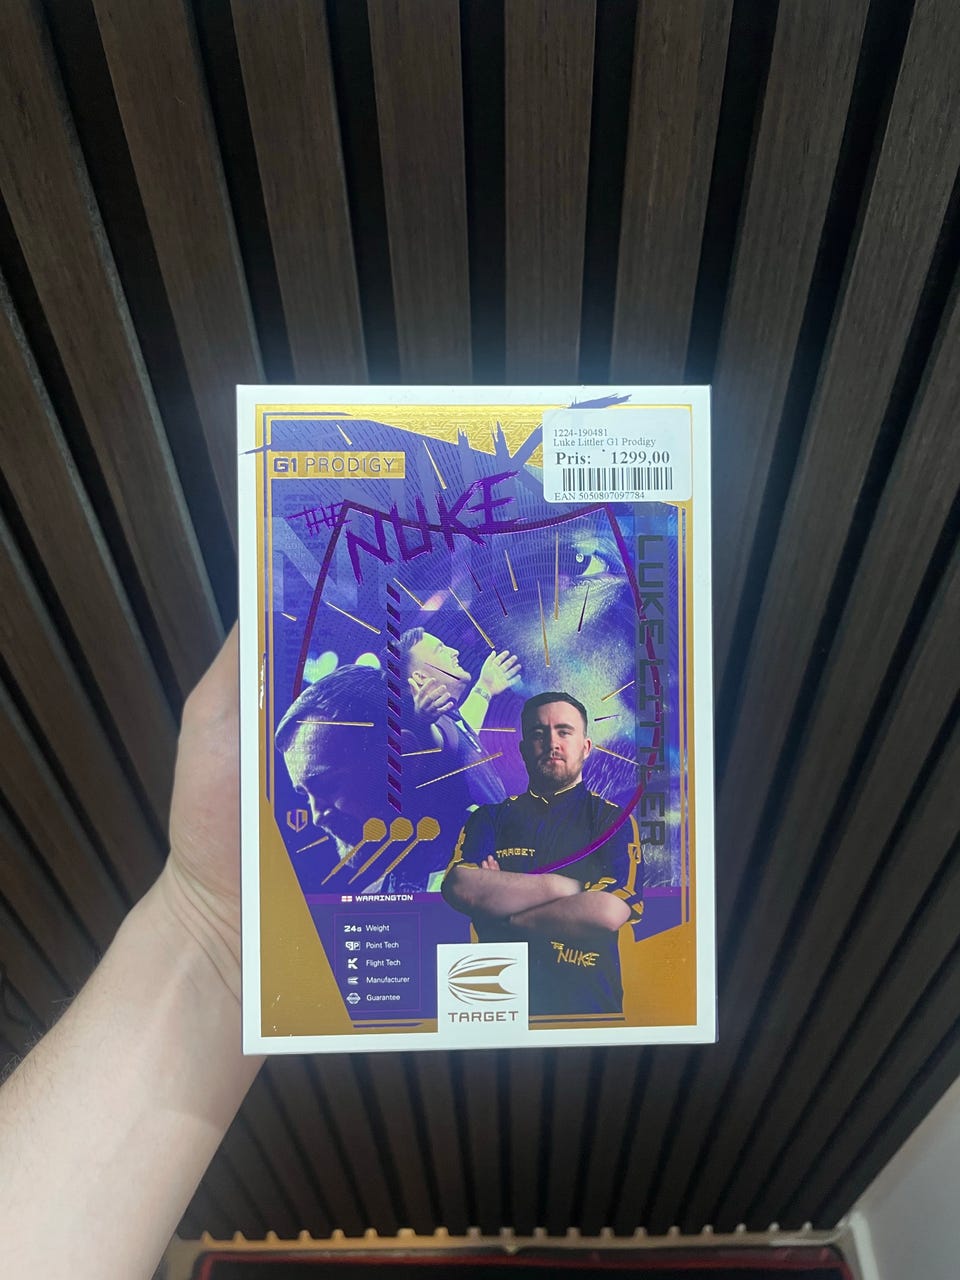 1224-190481
Luke Littler G1 Prodigy
Pris: 1299,00
EAN 5050807097784
G1 PRODIGY
THE NUKE
LUKE LITTLER
TARGET
WARRINGTON
24G Weight
SP Point Tech
K Flight Tech
Manufacturer
Guarantee
THE NUKE
TARGET